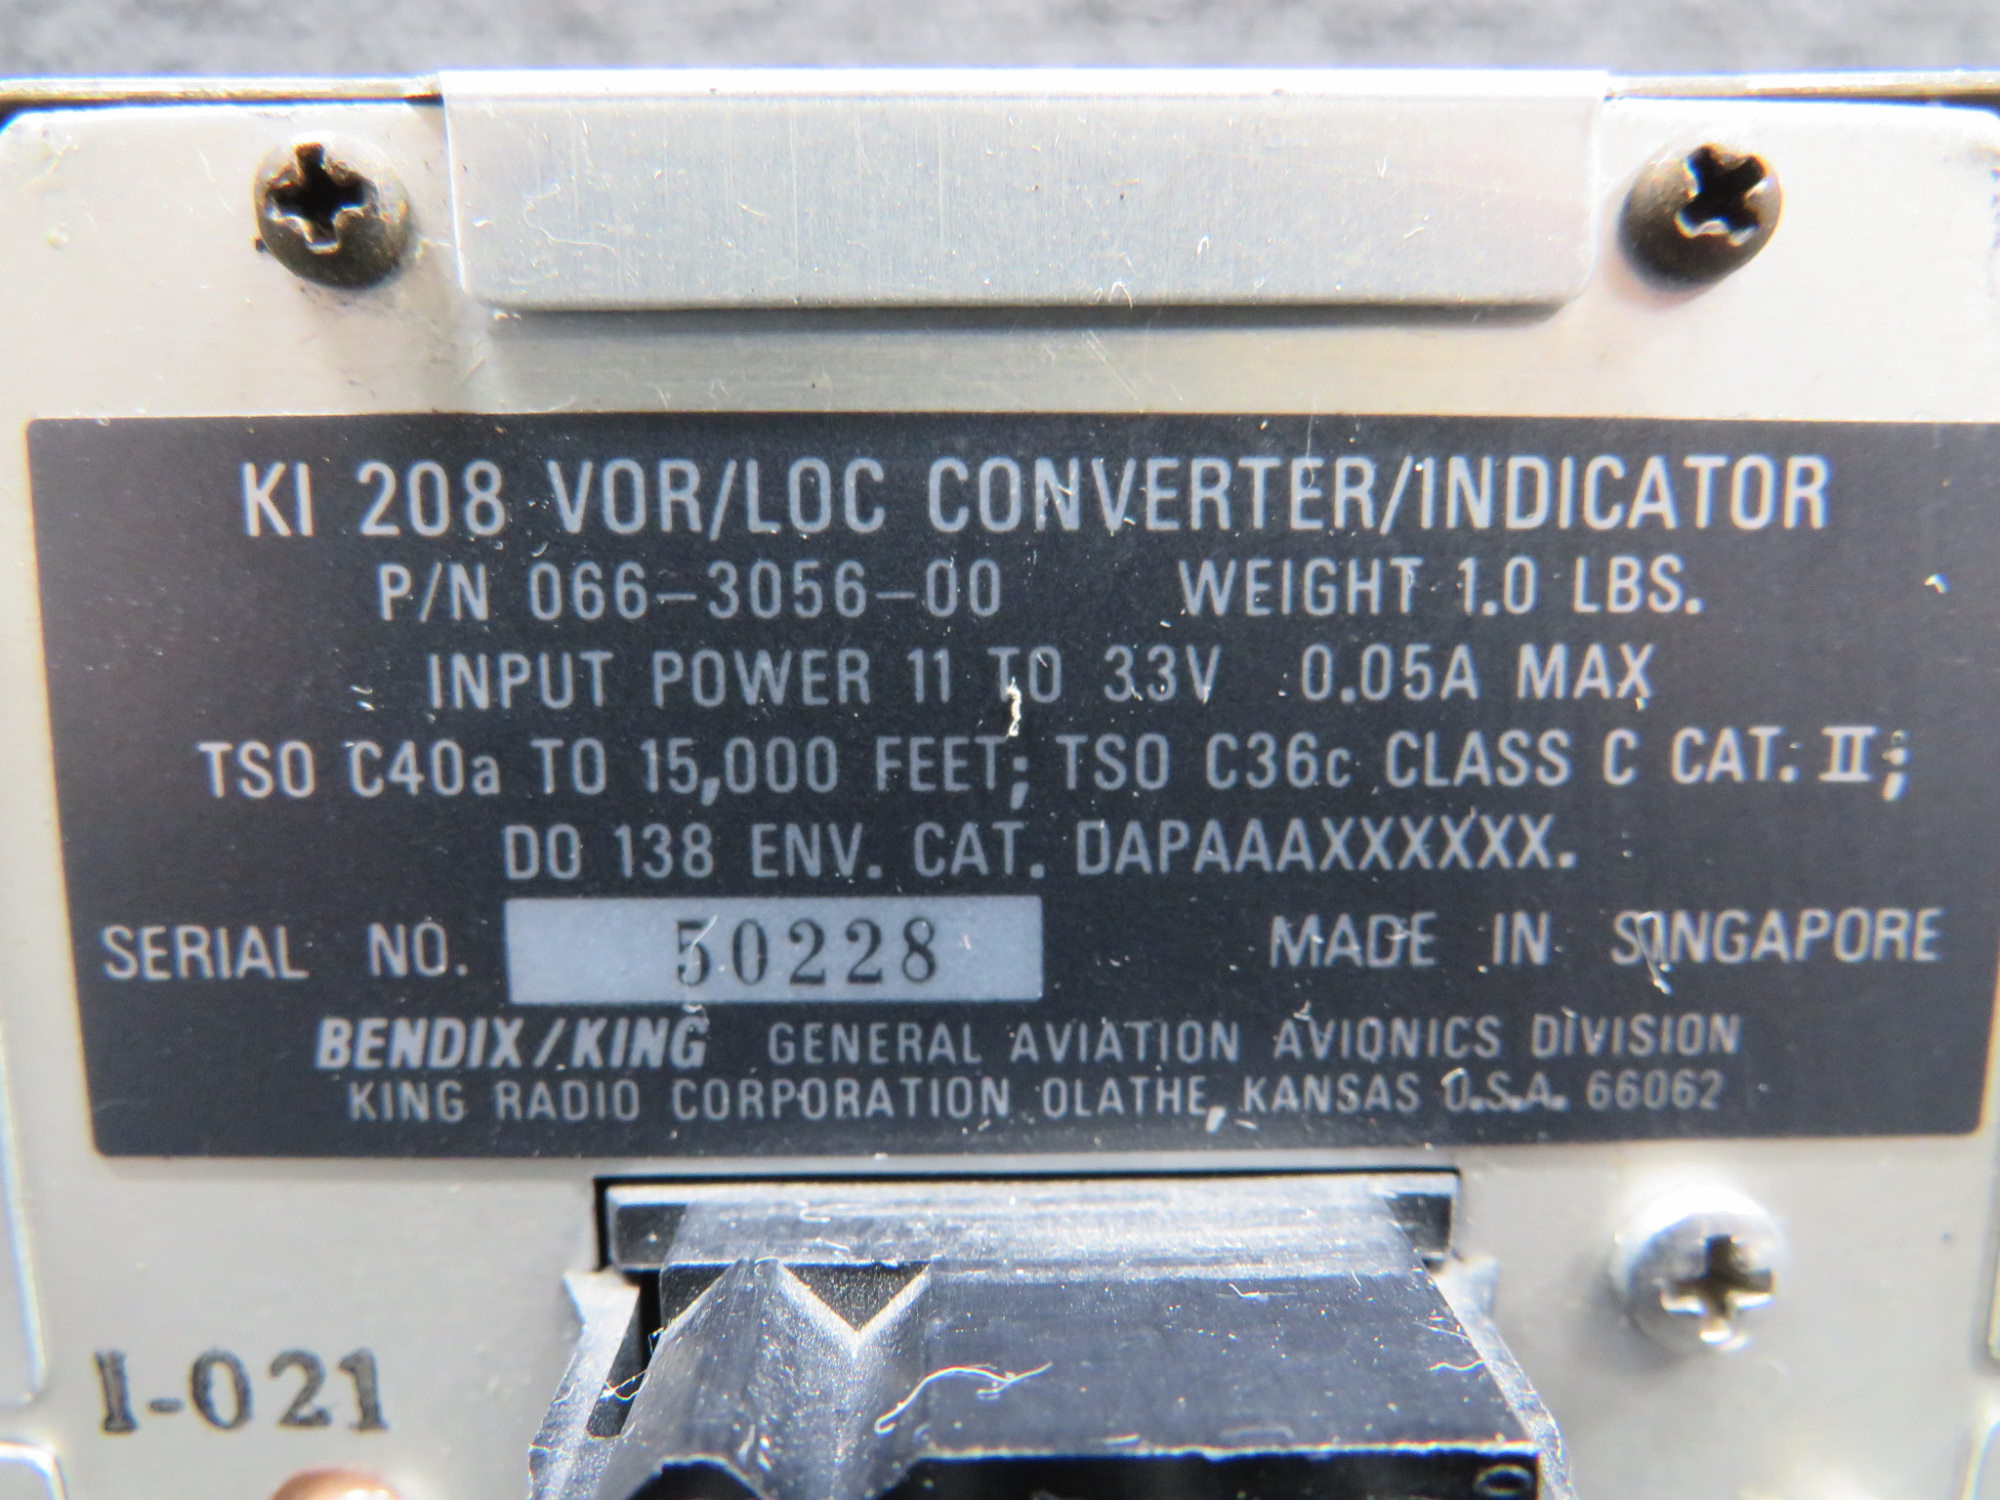 KI 208 VOR/LOC CONVERTER/INDICATOR
P/N 066-3056-00 WEIGHT 1.0 LBS.
INPUT POWER 11 TO 33V 0.05A MAX
TSO C40a TO 15,000 FEET; TSO C36c CLASS C CAT. II;
DO 138 ENV. CAT. DAPAAAXXXXXX.
SERIAL NO. 50228 MADE IN SINGAPORE
BENDIX/KING GENERAL AVIATION AVIONICS DIVISION
KING RADIO CORPORATION OLATHE, KANSAS U.S.A. 66062
I-021